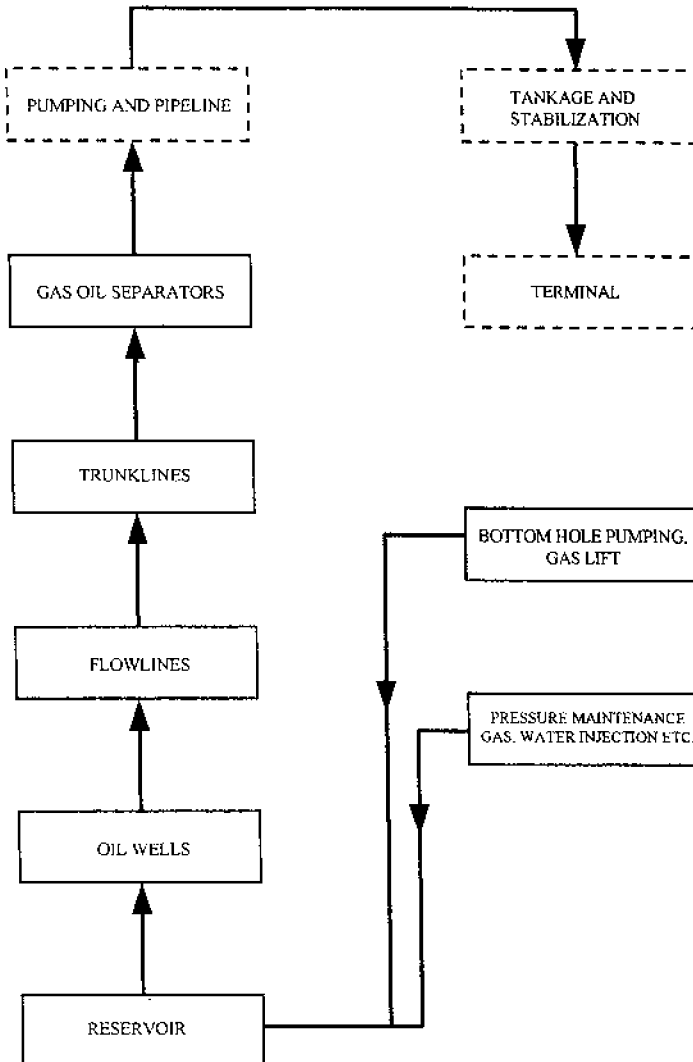 PUMPING AND PIPELINE
TANKAGE AND
STABILIZATION
GAS OIL SEPARATORS
TERMINAL
TRUNKLINES
BOTTOM HOLE PUMPING,
GAS LIFT
FLOWLINES
PRESSURE MAINTENANCE
GAS, WATER INJECTION ETC.
OIL WELLS
RESERVOIR